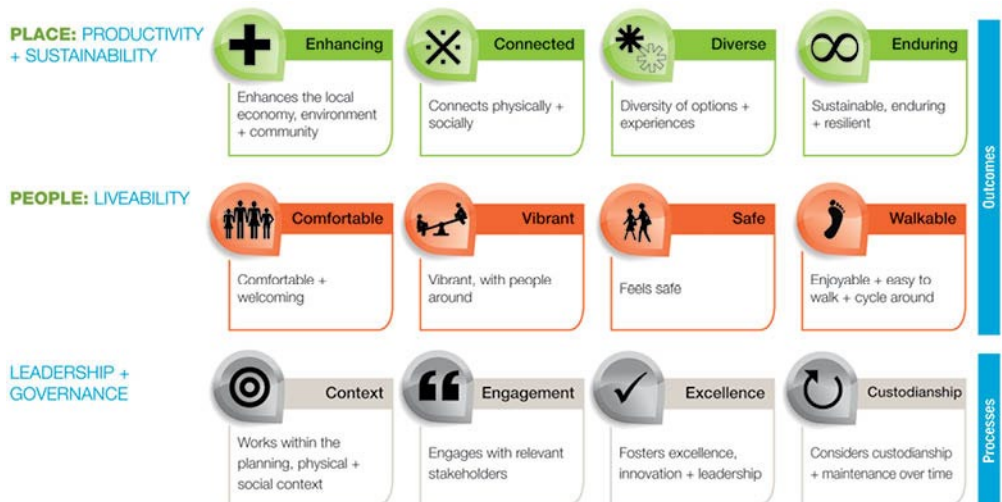 PLACE: PRODUCTIVITY
+ SUSTAINABILITY
Enhancing
Enhances the local
economy, environment
+ community
Connected
Connects physically +
socially
Diverse
Diversity of options +
experiences
Enduring
Sustainable, enduring
+ resilient
PEOPLE: LIVEABILITY
Comfortable
Comfortable +
welcoming
Vibrant
Vibrant, with people
around
Safe
Feels safe
Walkable
Enjoyable + easy to
walk + cycle around
Outcomes
LEADERSHIP +
GOVERNANCE
Context
Works within the
planning, physical +
social context
Engagement
Engages with relevant
stakeholders
Excellence
Fosters excellence,
innovation + leadership
Custodianship
Considers custodianship
+ maintenance over time
Processes